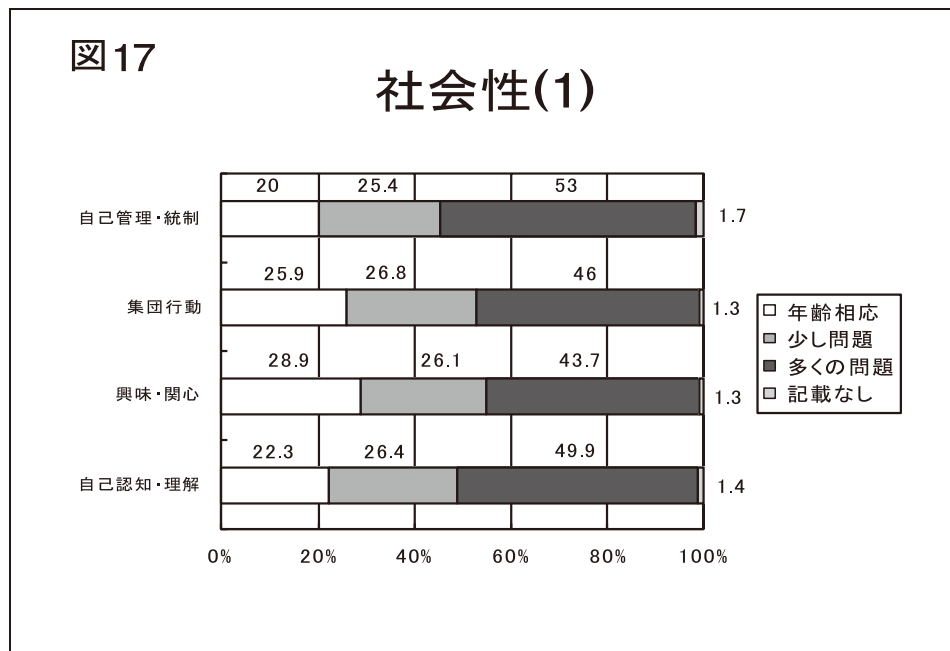 図17
社会性(1)
20 25.4 53
自己管理・統制 1.7
25.9 26.8 46
集団行動 1.3
28.9 26.1 43.7
興味・関心 1.3
22.3 26.4 49.9
自己認知・理解 1.4
0% 20% 40% 60% 80% 100%
年齢相応
少し問題
多くの問題
記載なし